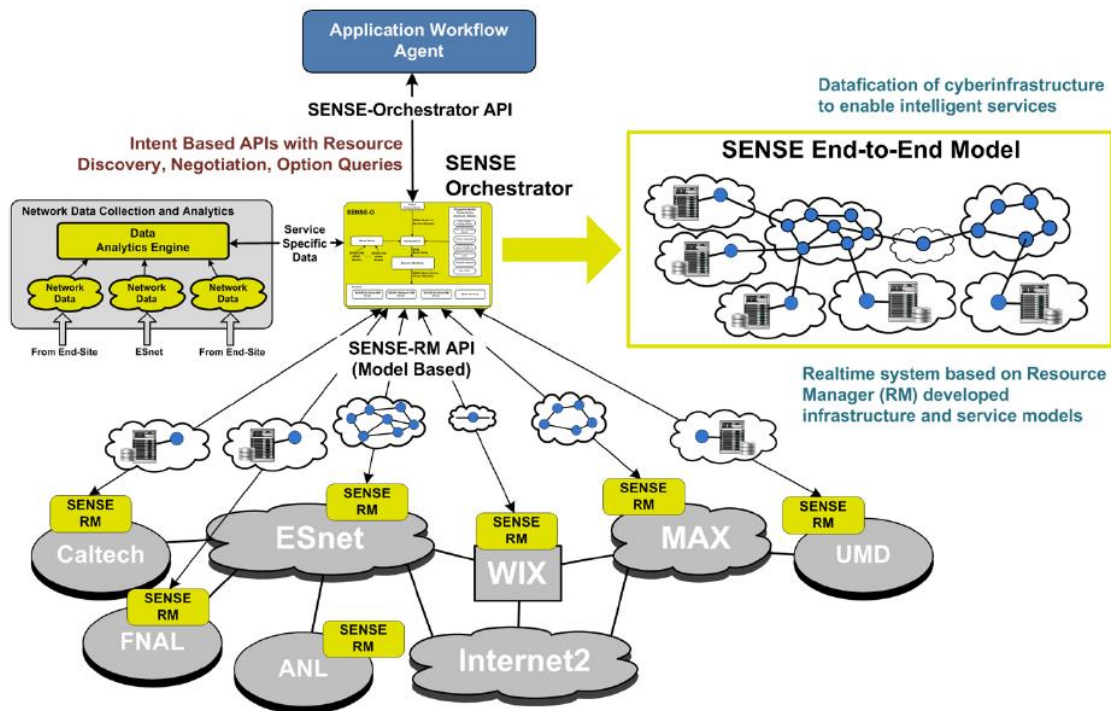 Application Workflow
Agent
SENSE-Orchestrator API
Intent Based APIs with Resource
Discovery, Negotiation, Option Queries
SENSE
Orchestrator
Datafication of cyberinfrastructure
to enable intelligent services
SENSE End-to-End Model
Network Data Collection and Analytics
Data
Analytics Engine
Network
Data
Network
Data
Network
Data
From End-Site
ESnet
From End-Site
Service
Specific
Data
SENSE-O
SENSE-RM API
(Model Based)
Realtime system based on Resource
Manager (RM) developed
infrastructure and service models
SENSE
RM
Caltech
SENSE
RM
ESnet
SENSE
RM
WIX
SENSE
RM
MAX
SENSE
RM
UMD
SENSE
RM
FNAL
SENSE
RM
ANL
Internet2